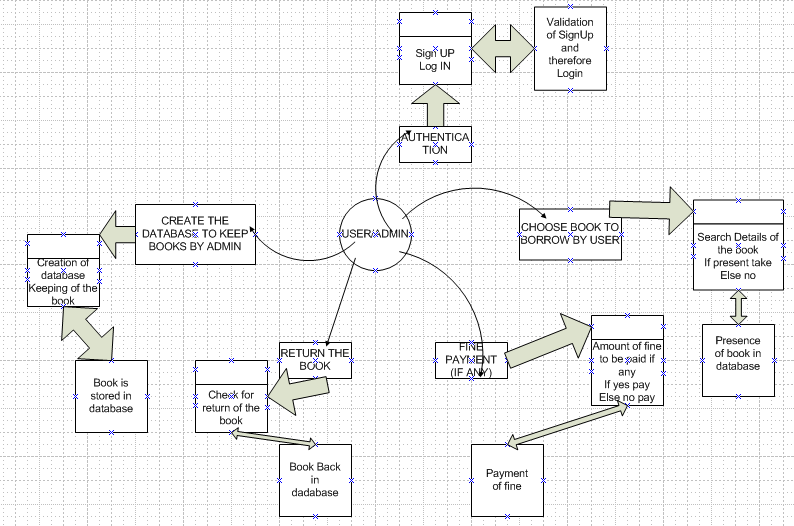 Sign UP
Log IN
Validation
of SignUp
and
therefore
Login
AUTHENTICA
TION
CREATE THE
DATABASE TO KEEP
BOOKS BY ADMIN
USER/ADMIN
CHOOSE BOOK TO
BORROW BY USER
Search Details of
the book
If present take
Else no
Creation of
database
Keeping of the
book
Presence
of book in
database
RETURN THE
BOOK
FINE
PAYMENT
(IF ANY)
Amount of fine
to be paid if
any
If yes pay
Else no pay
Book is
stored in
database
Check for
return of the
book
Book Back
in
dadabase
Payment
of fine